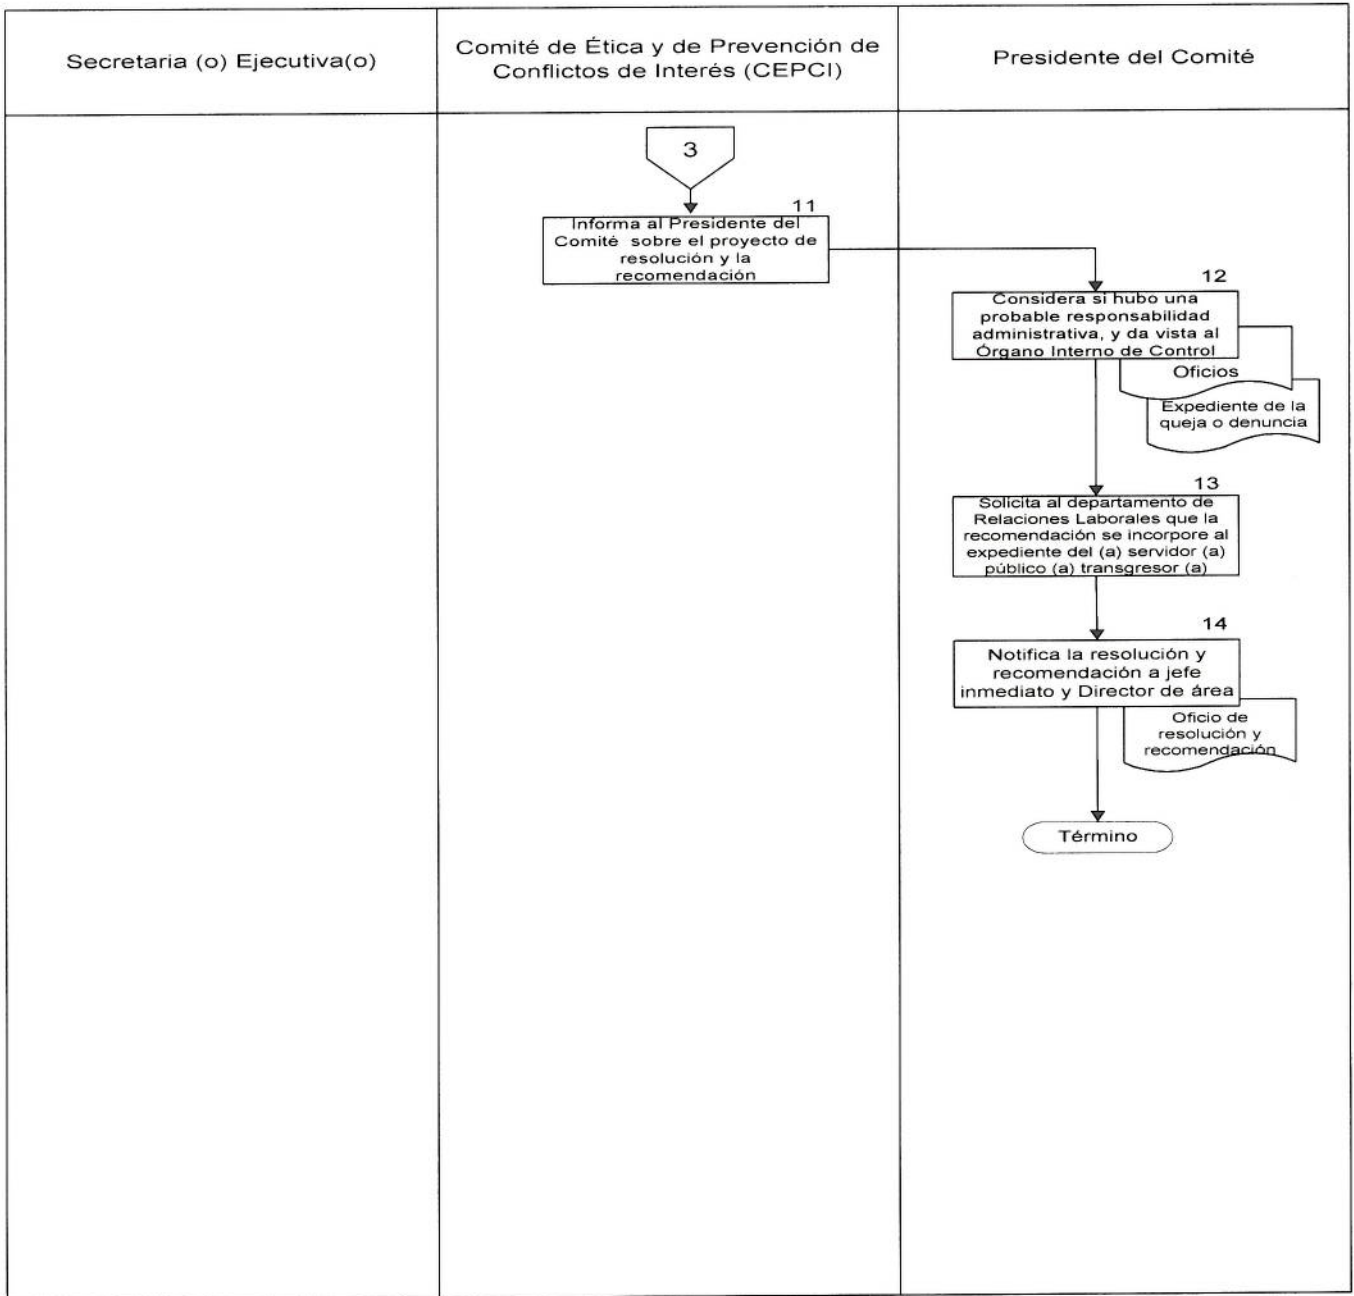 Secretaria (o) Ejecutiva(o)
Comité de Ética y de Prevención de
Conflictos de Interés (CEPCI)
Presidente del Comité
3
11
Informa al Presidente del
Comité sobre el proyecto de
resolución y la
recomendación
12
Considera si hubo una
probable responsabilidad
administrativa, y da vista al
Órgano Interno de Control
Oficios
Expediente de la
queja o denuncia
13
Solicita al departamento de
Relaciones Laborales que la
recomendación se incorpore al
expediente del (a) servidor (a)
público (a) transgresor (a)
14
Notifica la resolución y
recomendación a jefe
inmediato y Director de área
Oficio de
resolución y
recomendación
Término